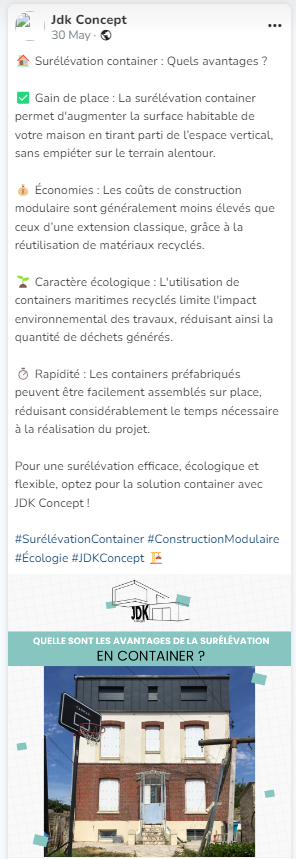 Jdk Concept
30 May ·
🏠 Surélévation container : Quels avantages ?
✅ Gain de place : La surélévation container
permet d'augmenter la surface habitable de
votre maison en tirant parti de l'espace vertical,
sans empiéter sur le terrain alentour.
💰 Économies : Les coûts de construction
modulaire sont généralement moins élevés que
ceux d'une extension classique, grâce à la
réutilisation de matériaux recyclés.
🌱 Caractère écologique : L'utilisation de
containers maritimes recyclés limite l'impact
environnemental des travaux, réduisant ainsi la
quantité de déchets générés.
⏱ Rapidité : Les containers préfabriqués
peuvent être facilement assemblés sur place,
réduisant considérablement le temps nécessaire
à la réalisation du projet.
Pour une surélévation efficace, écologique et
flexible, optez pour la solution container avec
JDK Concept !
#SurélévationContainer #ConstructionModulaire
#Écologie #JDKConcept 🏗
JDK
QUELLE SONT LES AVANTAGES DE LA SURÉLÉVATION
EN CONTAINER ?